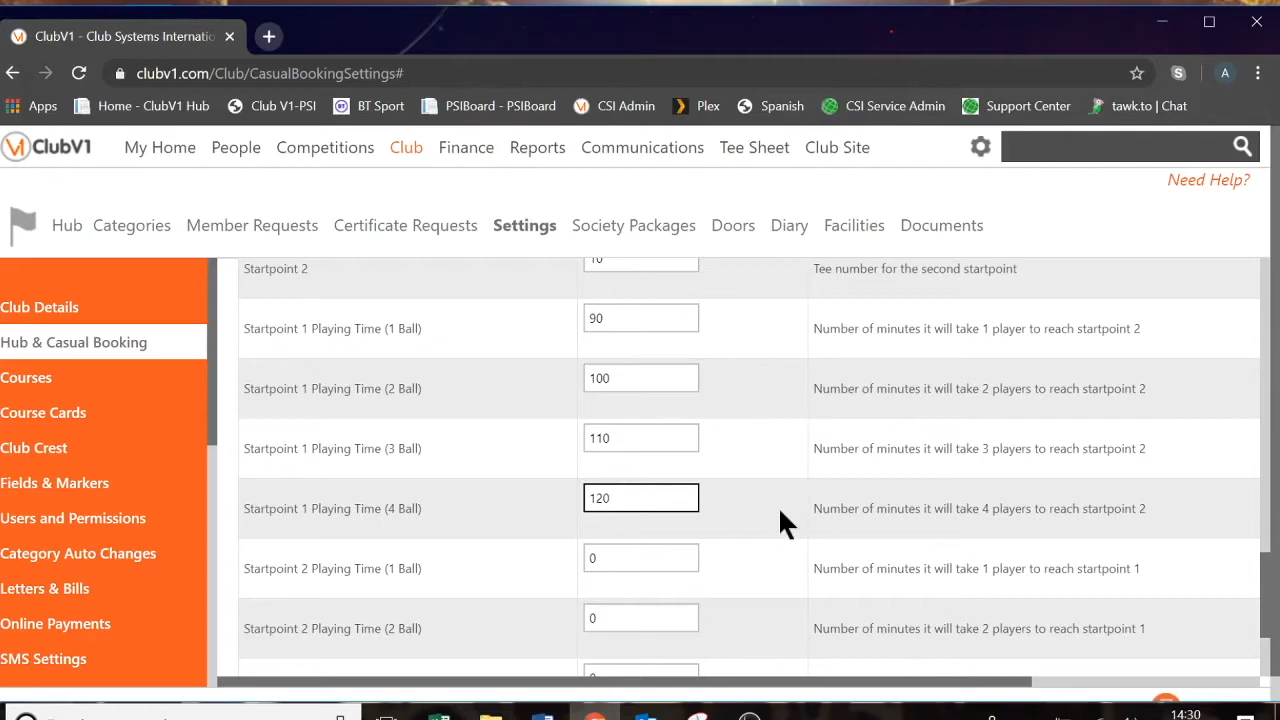 ClubV1 - Club Systems Internatio
clubv1.com/Club/CasualBookingSettings#
A
Apps
Home - ClubV1 Hub
Club V1-PSI
BT Sport
PSIBoard - PSIBoard
CSI Admin
Plex
Spanish
CSI Service Admin
Support Center
tawk.to | Chat
V1 ClubV1
My Home
People
Competitions
Club
Finance
Reports
Communications
Tee Sheet
Club Site
Need Help?
Hub
Categories
Member Requests
Certificate Requests
Settings
Society Packages
Doors
Diary
Facilities
Documents
Club Details
Hub & Casual Booking
Courses
Course Cards
Club Crest
Fields & Markers
Users and Permissions
Category Auto Changes
Letters & Bills
Online Payments
SMS Settings
Startpoint 2 10 Tee number for the second startpoint
Startpoint 1 Playing Time (1 Ball) 90 Number of minutes it will take 1 player to reach startpoint 2
Startpoint 1 Playing Time (2 Ball) 100 Number of minutes it will take 2 players to reach startpoint 2
Startpoint 1 Playing Time (3 Ball) 110 Number of minutes it will take 3 players to reach startpoint 2
Startpoint 1 Playing Time (4 Ball) 120 Number of minutes it will take 4 players to reach startpoint 2
Startpoint 2 Playing Time (1 Ball) 0 Number of minutes it will take 1 player to reach startpoint 1
Startpoint 2 Playing Time (2 Ball) 0 Number of minutes it will take 2 players to reach startpoint 1
14:30